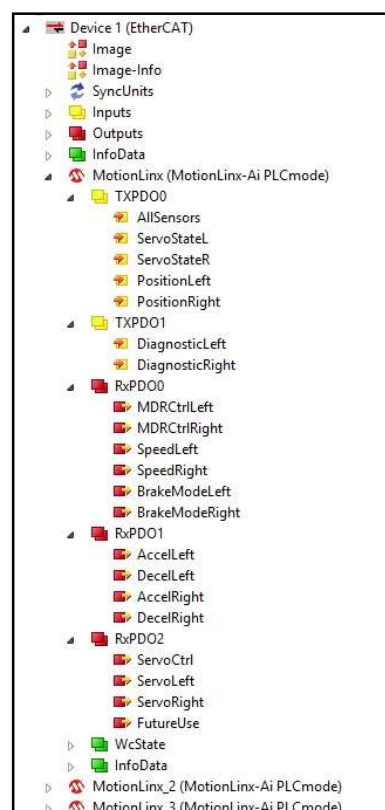 Device 1 (EtherCAT)
Image
Image-Info
SyncUnits
Inputs
Outputs
InfoData
MotionLinx (MotionLinx-Ai PLCmode)
TXPDO0
AllSensors
ServoStateL
ServoStateR
PositionLeft
PositionRight
TXPDO1
DiagnosticLeft
DiagnosticRight
RxPDO0
MDRCtrlLeft
MDRCtrlRight
SpeedLeft
SpeedRight
BrakeModeLeft
BrakeModeRight
RxPDO1
AccelLeft
DecelLeft
AccelRight
DecelRight
RxPDO2
ServoCtrl
ServoLeft
ServoRight
FutureUse
WcState
InfoData
MotionLinx_2 (MotionLinx-Ai PLCmode)
MotionLinx_3 (MotionLinx-Ai PLCmode)